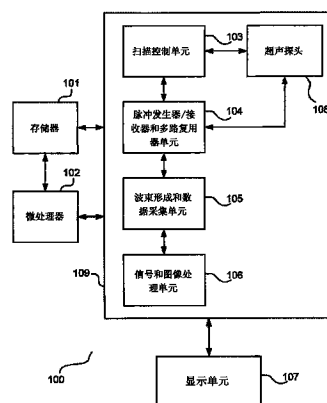 103
扫描控制单元
超声探头
108
101
存储器
脉冲发生器/接
收器和多路复用
器单元
104
102
微处理器
波束形成和数
据采集单元
105
信号和图像处
理单元
106
109
100
显示单元
107